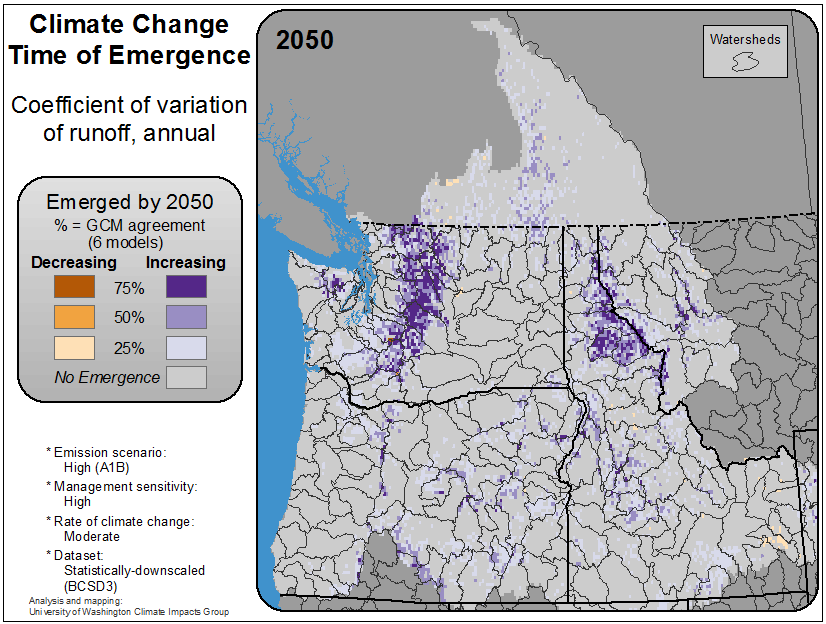 Climate Change
Time of Emergence
Coefficient of variation
of runoff, annual
Emerged by 2050
% = GCM agreement
(6 models)
Decreasing Increasing
75%
50%
25%
No Emergence
* Emission scenario:
High (A1B)
* Management sensitivity:
High
* Rate of climate change:
Moderate
* Dataset:
Statistically-downscaled
(BCSD3)
Analysis and mapping:
University of Washington Climate Impacts Group
2050
Watersheds